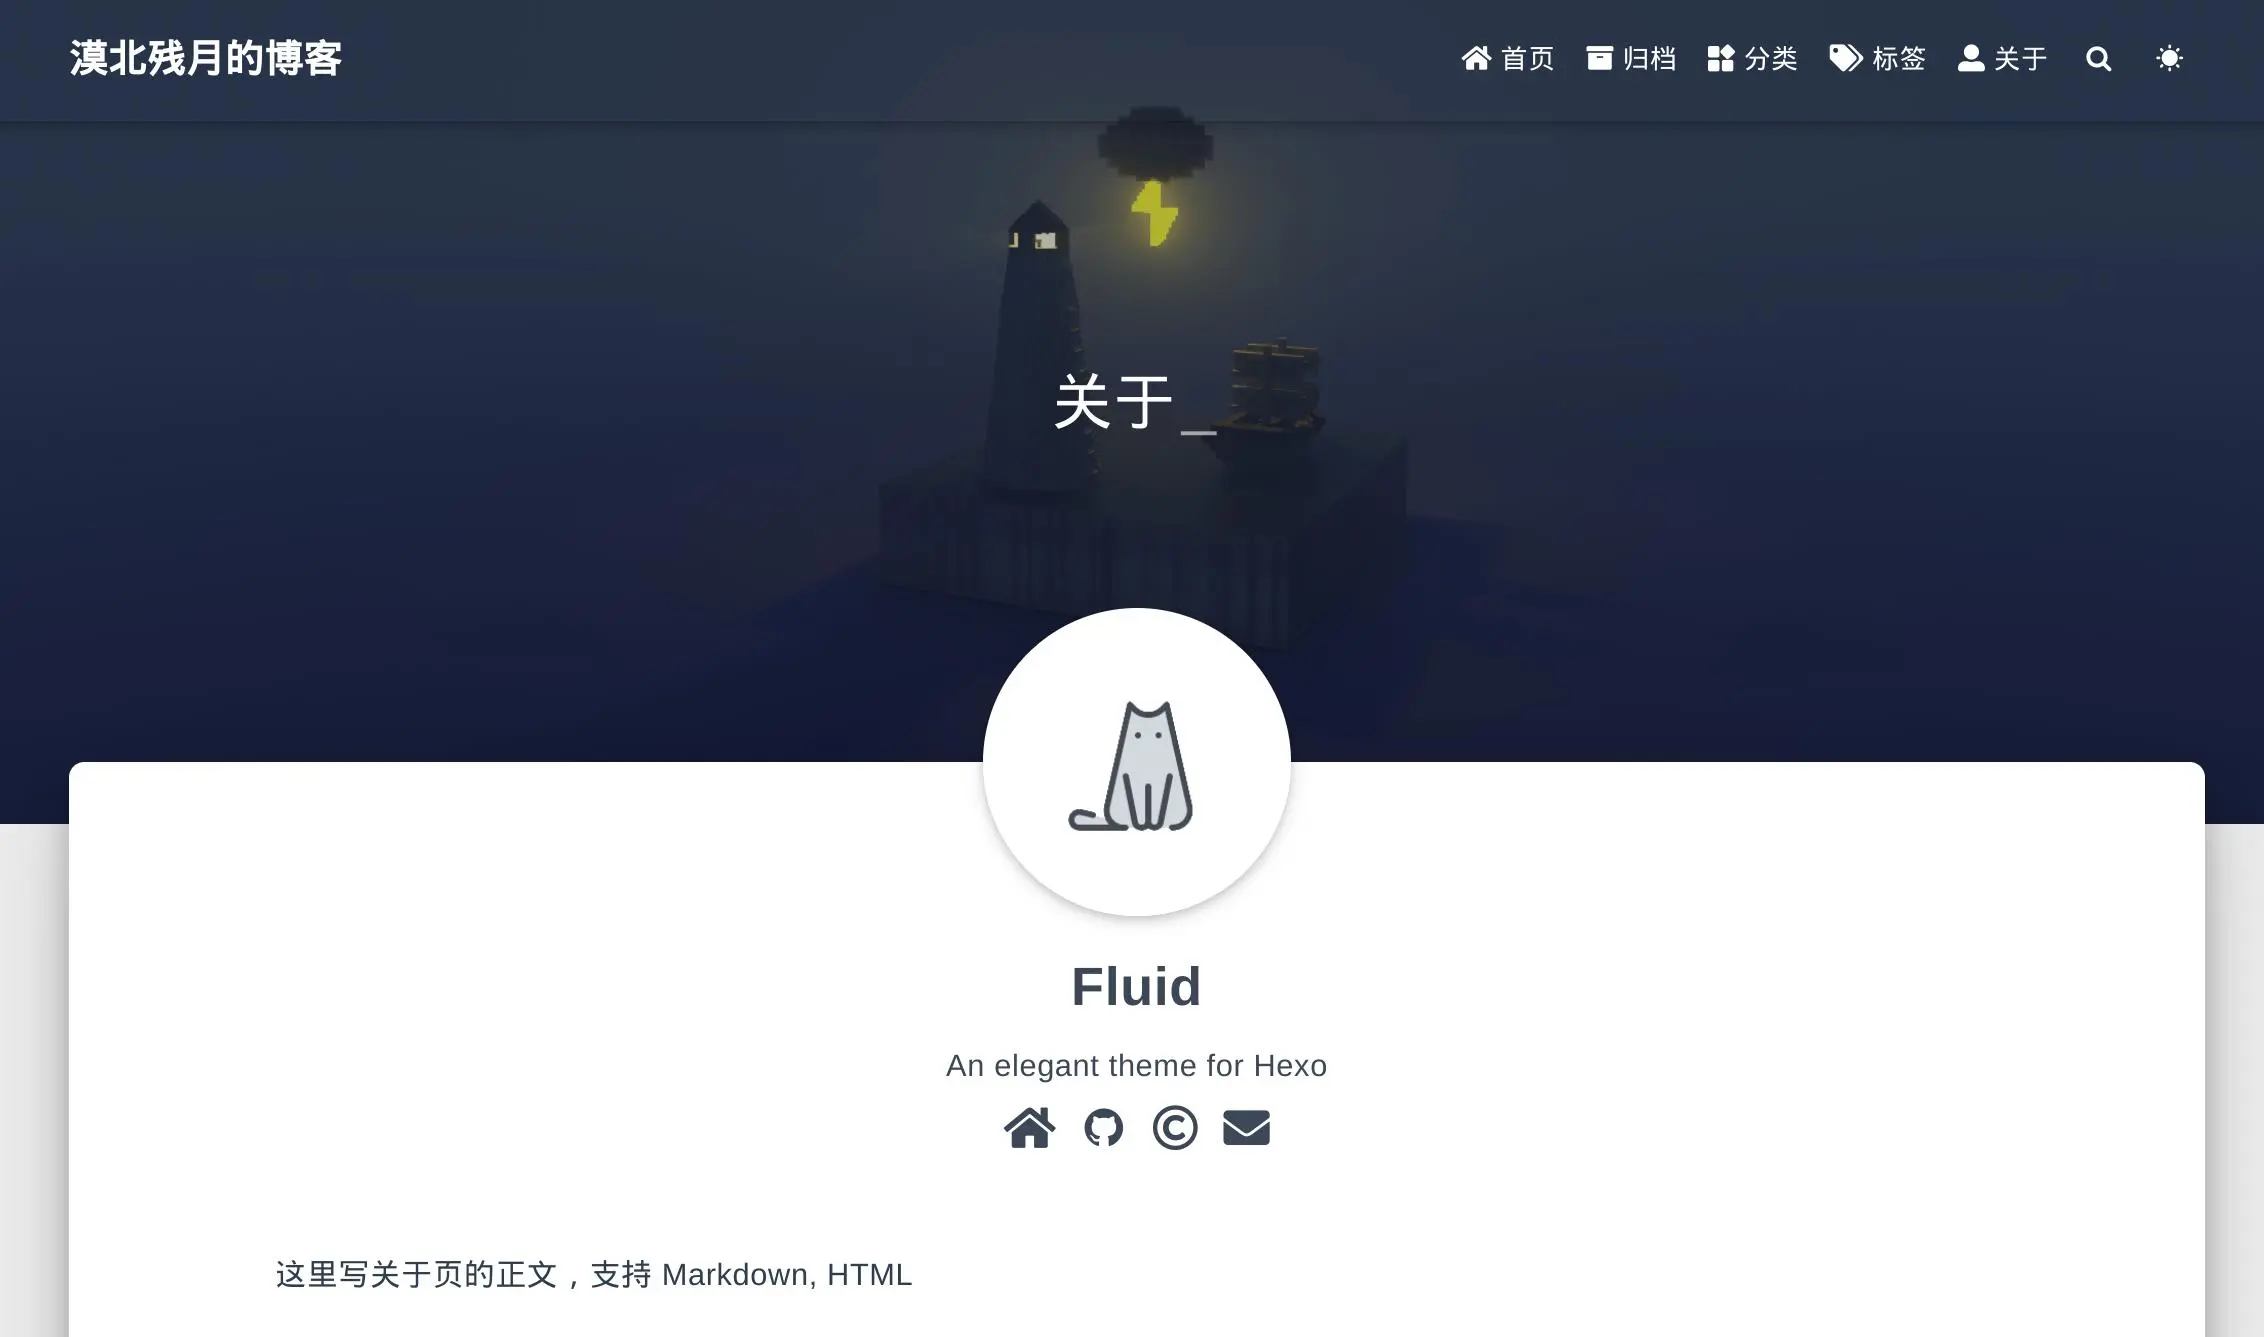 漠北残月的博客
首页 归档 分类 标签 关于
关于_
Fluid
An elegant theme for Hexo
这里写关于页的正文，支持 Markdown, HTML